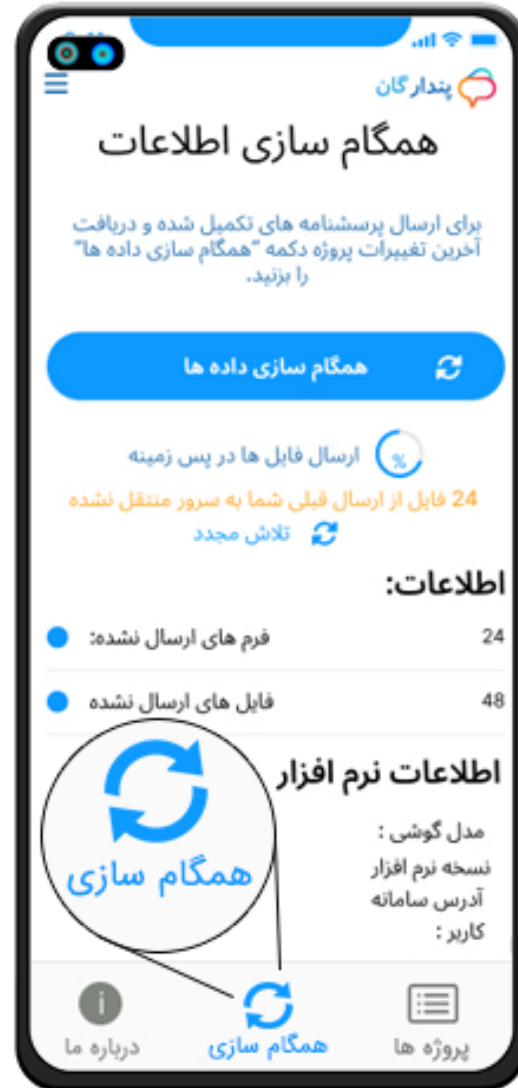 پندارگان
همگام سازی اطلاعات
برای ارسال پرسشنامه های تکمیل شده و دریافت
آخرین تغییرات پروژه دکمه "همگام سازی داده ها"
را بزنید.
همگام سازی داده ها
% ارسال فایل ها در پس زمینه
24 فایل از ارسال قبلی شما به سرور منتقل نشده
تلاش مجدد
اطلاعات:
24 فرم های ارسال نشده:
48 فایل های ارسال نشده
اطلاعات نرم افزار
مدل گوشی :
نسخه نرم افزار
آدرس سامانه
کاربر :
همگام سازی
پروژه ها همگام سازی درباره ما